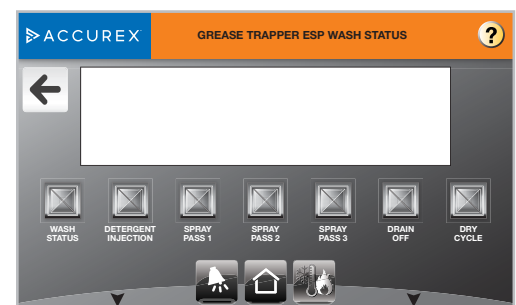 ACCUREX
GREASE TRAPPER ESP WASH STATUS
?
WASH
STATUS
DETERGENT
INJECTION
SPRAY
PASS 1
SPRAY
PASS 2
SPRAY
PASS 3
DRAIN
OFF
DRY
CYCLE